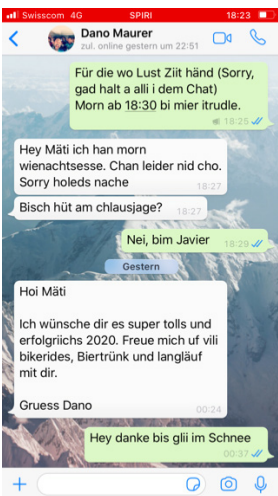 Swisscom 4G SPIRI 18:23
Dano Maurer
zul. online gestern um 22:51
Für die wo Lust Ziit händ (Sorry,
gad halt a alli i dem Chat)
Morn ab 18:30 bi mier itrudle.
18:25
Hey Mäti ich han morn
wienachtsesse. Chan leider nid cho.
Sorry holeds nache
18:27
Bisch hüt am chlausjage?
18:27
Nei, bim Javier
18:29
Gestern
Hoi Mäti
Ich wünsche dir es super tolls und
erfolgriichs 2020. Freue mich uf vili
bikerides, Biertrünk und langläuf
mit dir.
Gruess Dano
00:24
Hey danke bis glii im Schnee
00:37